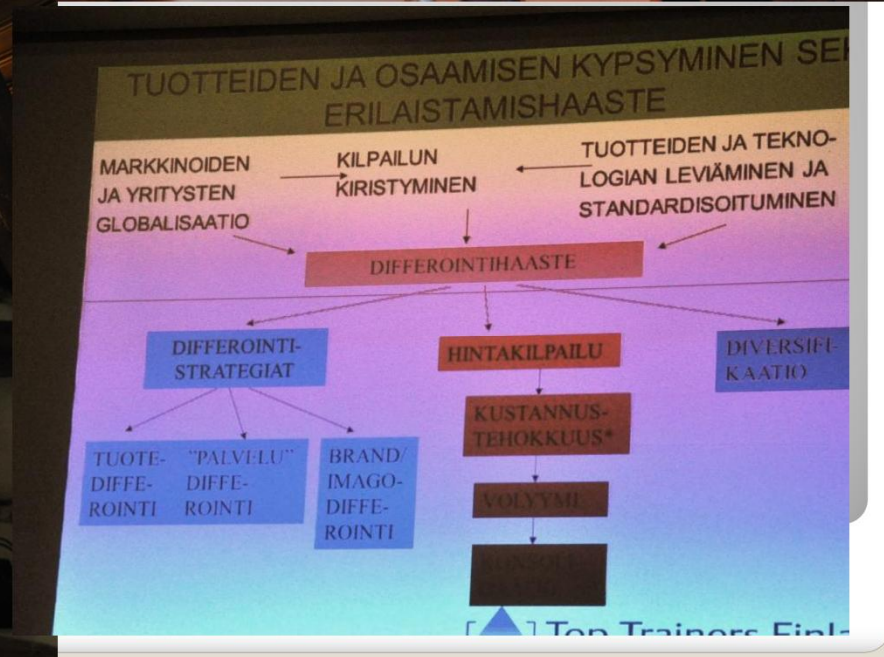 TUOTTEIDEN JA OSAAMISEN KYPSYMINEN
ERILAISTAMISHAASTE
MARKKINOIDEN
JA YRITYSTEN
GLOBALISAATIO
KILPAILUN
KIRISTYMINEN
TUOTTEIDEN JA TEKNO-
LOGIAN LEVIÄMINEN JA
STANDARDISOITUMINEN
DIFFEROINTIHAASTE
DIFFEROINTI-
STRATEGIAT
HINTAKILPAILU
DIVERSIFI-
KAATIO
KUSTANNUS-
TEHOKKUUS*
TUOTE-
DIFFE-
ROINTI
"PALVELU"
DIFFE-
ROINTI
BRAND/
IMAGO-
DIFFE-
ROINTI
VOLYYMI
Top Trainers